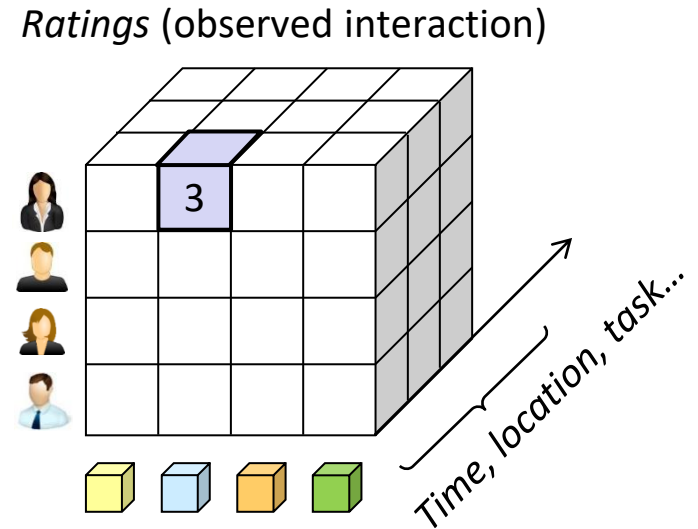 Ratings (observed interaction)
3
Time, location, task...